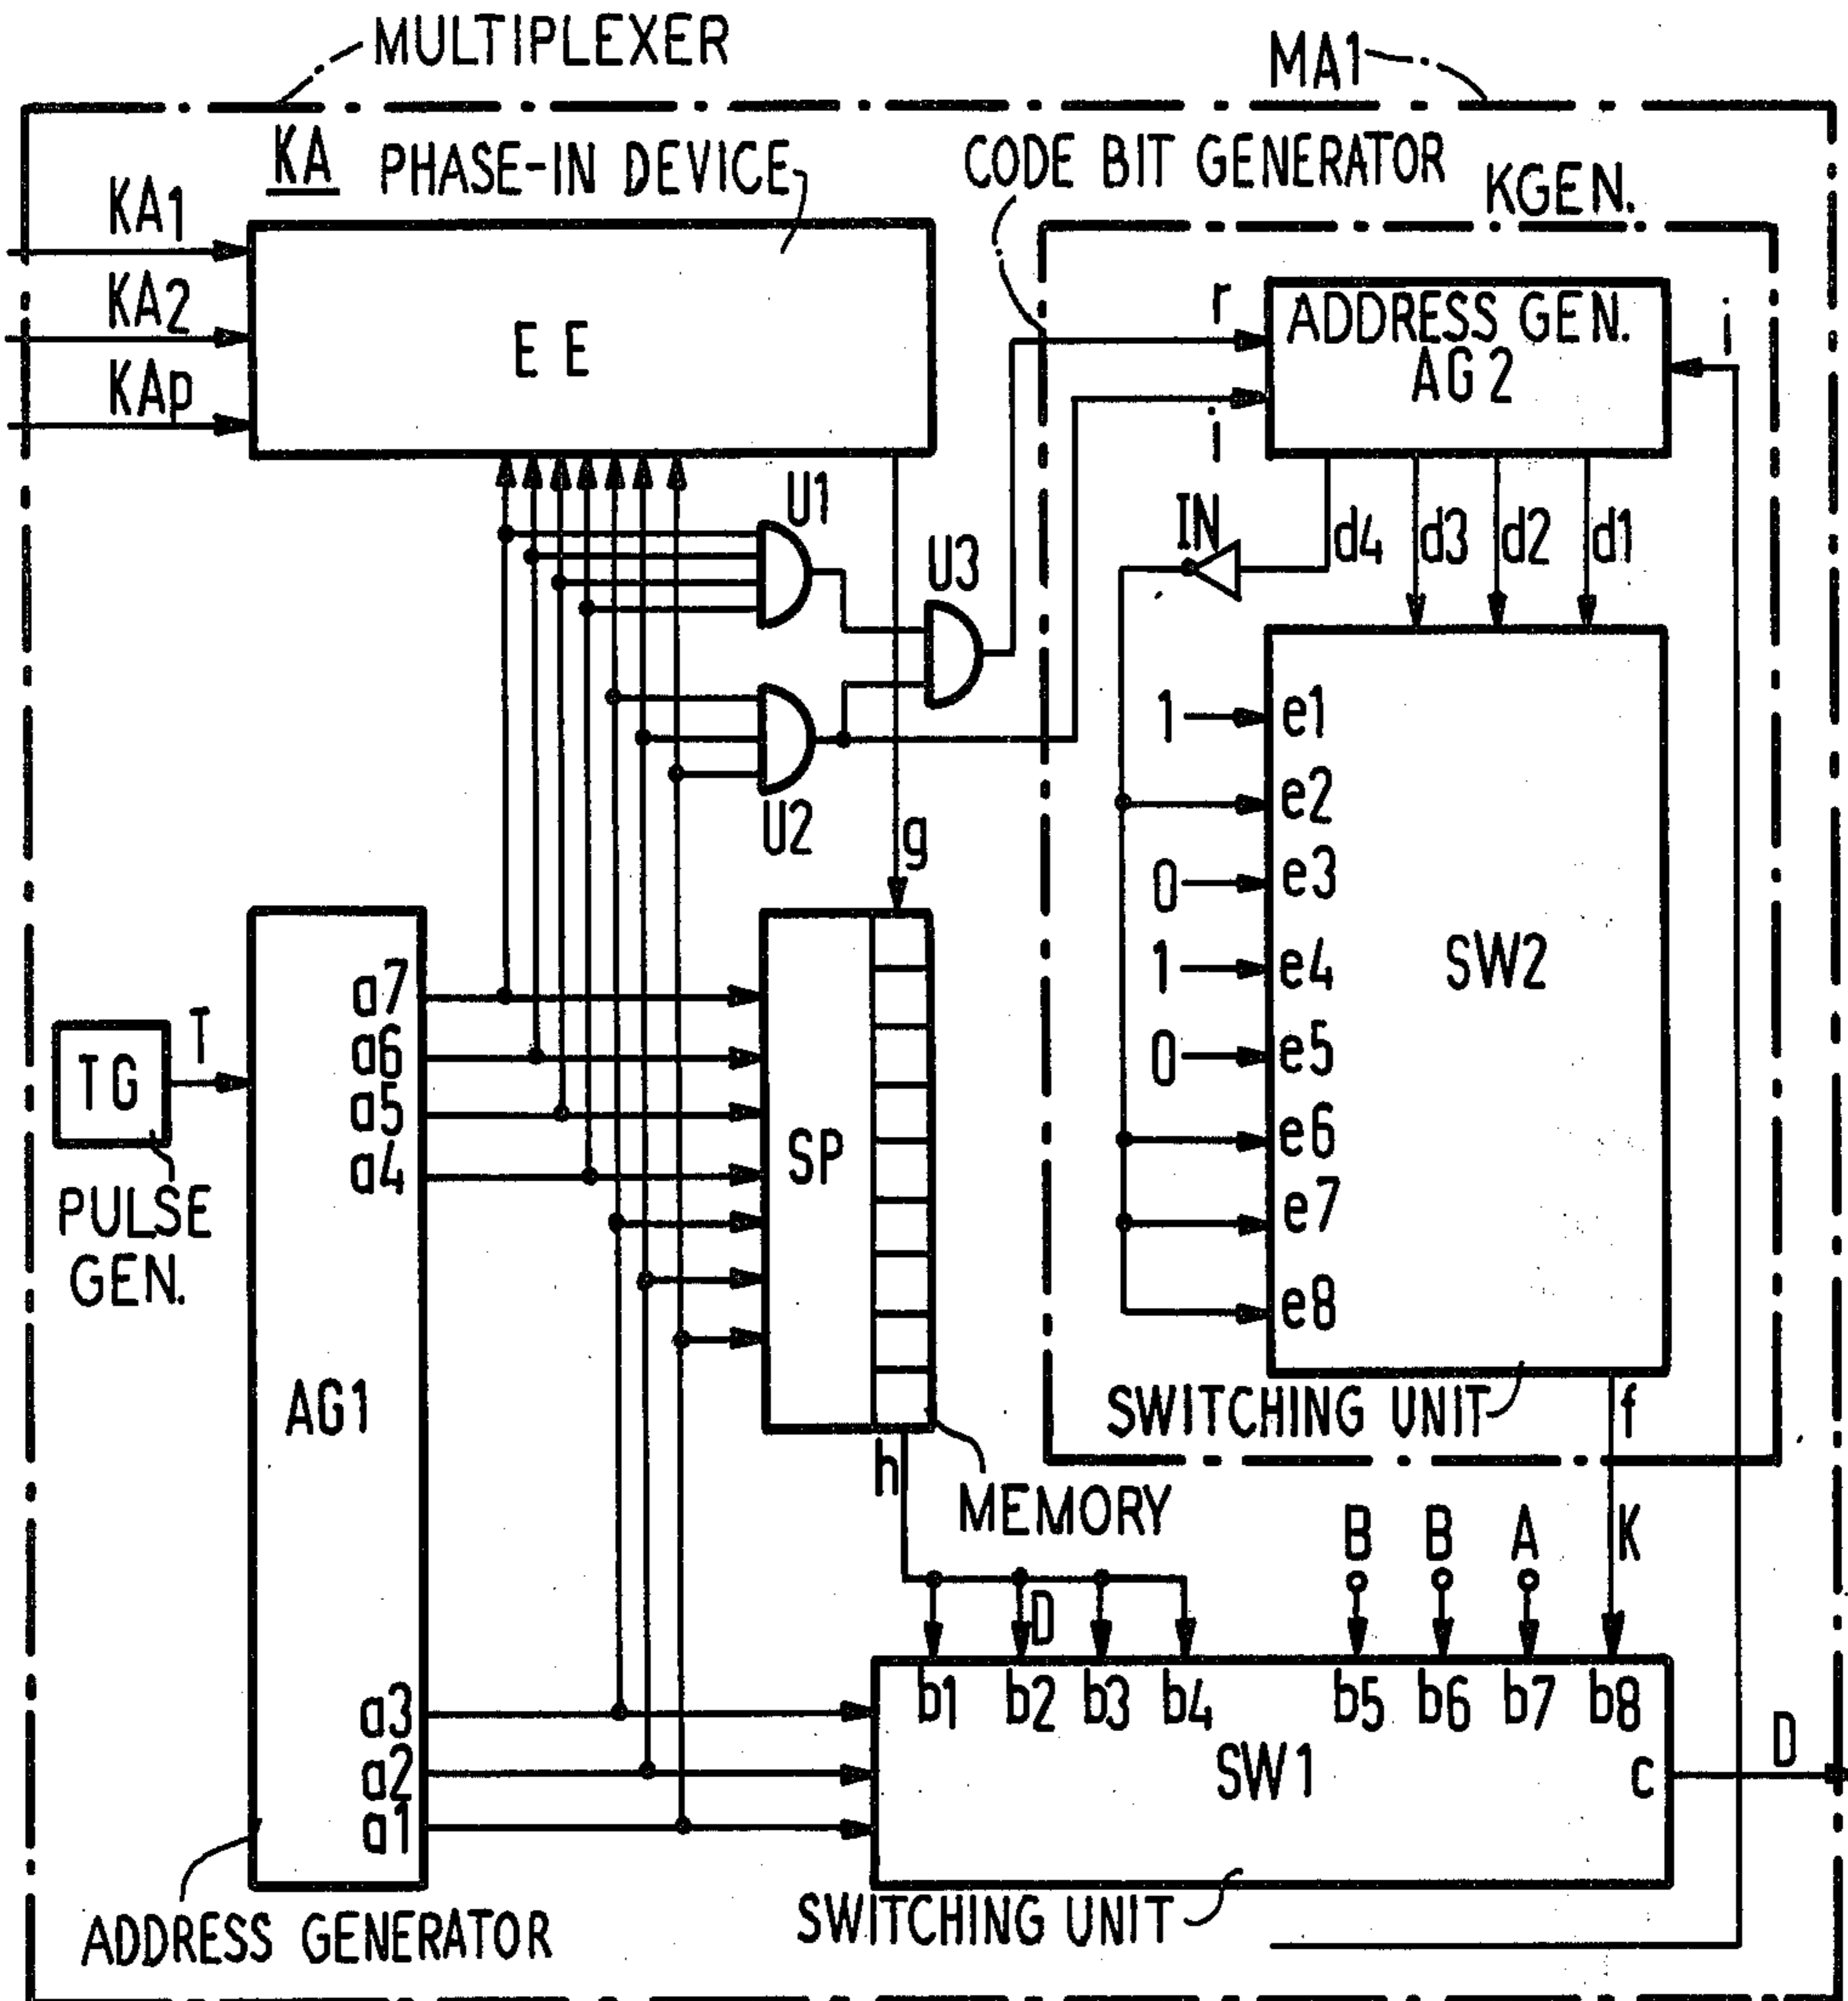 MULTIPLEXER
MA1
KA PHASE-IN DEVICE
CODE BIT GENERATOR
KGEN.
KA1
KA2
KAp
EE
r
ADDRESS GEN.
AG2
i
j
U1
U3
U2
IN
d4
d3
d2
d1
g
1
e1
e2
0
e3
1
e4
0
e5
e6
e7
e8
SW2
SWITCHING UNIT
f
TG
T
PULSE
GEN.
a7
a6
a5
a4
AG1
a3
a2
a1
SP
h
MEMORY
B
B
A
K
D
b1
b2
b3
b4
b5
b6
b7
b8
SW1
c
D
ADDRESS GENERATOR
SWITCHING UNIT